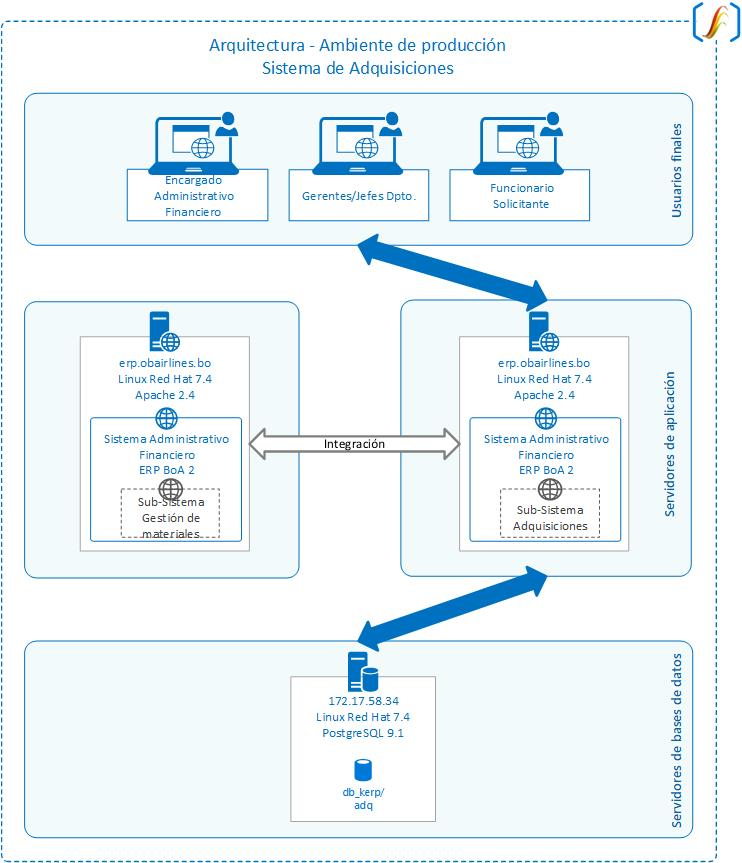 Arquitectura - Ambiente de producción
Sistema de Adquisiciones
Usuarios finales
Encargado
Administrativo
Financiero
Gerentes/Jefes Dpto.
Funcionario
Solicitante
erp.obairlines.bo
Linux Red Hat 7.4
Apache 2.4
Sistema Administrativo
Financiero
ERP BoA 2
Sub-Sistema
Gestión de
materiales
Integración
erp.obairlines.bo
Linux Red Hat 7.4
Apache 2.4
Sistema Administrativo
Financiero
ERP BoA 2
Sub-Sistema
Adquisiciones
Servidores de aplicación
172.17.58.34
Linux Red Hat 7.4
PostgreSQL 9.1
db_kerp/
adq
Servidores de bases de datos